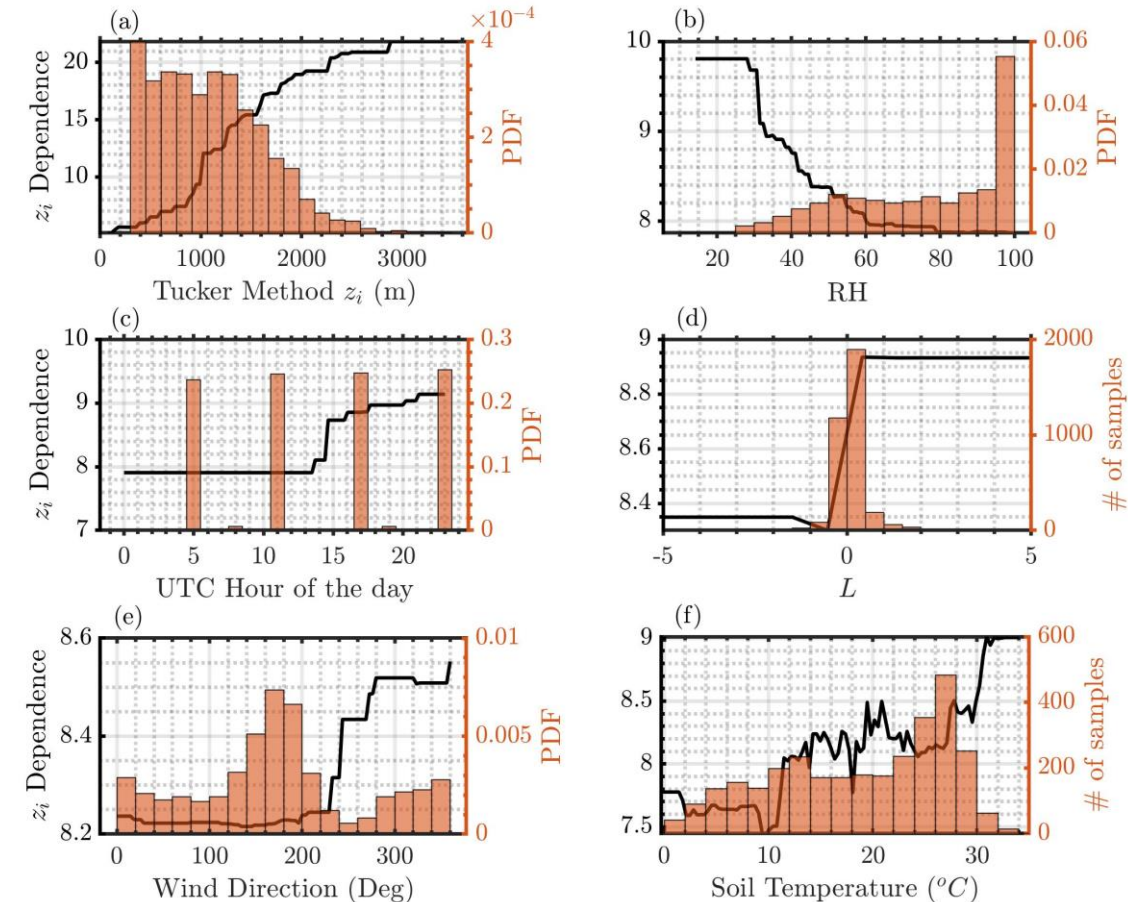 (a)
×10⁻⁴
20
15
10
4
2
0
zᵢ Dependence
PDF
0 1000 2000 3000
Tucker Method zᵢ (m)
(b)
10
9
8
0.06
0.04
0.02
0
PDF
20 40 60 80 100
RH
(c)
10
9
8
7
0.3
0.2
0.1
0
zᵢ Dependence
PDF
0 5 10 15 20
UTC Hour of the day
(d)
9
8.8
8.6
8.4
2000
1000
0
# of samples
-5 0 5
L
(e)
8.6
8.4
8.2
0.01
0.005
0
zᵢ Dependence
PDF
0 100 200 300
Wind Direction (Deg)
(f)
9
8.5
8
7.5
600
400
200
0
# of samples
0 10 20 30
Soil Temperature (°C)